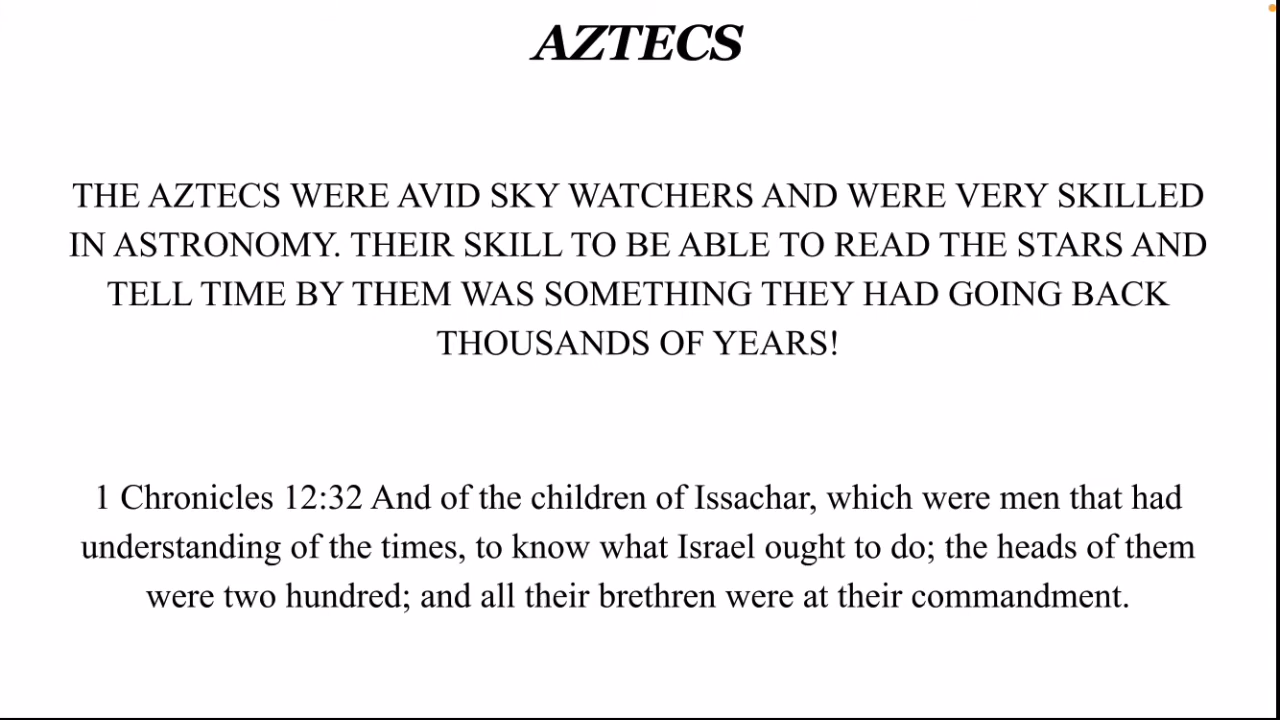 AZTECS
THE AZTECS WERE AVID SKY WATCHERS AND WERE VERY SKILLED
IN ASTRONOMY. THEIR SKILL TO BE ABLE TO READ THE STARS AND
TELL TIME BY THEM WAS SOMETHING THEY HAD GOING BACK
THOUSANDS OF YEARS!
1 Chronicles 12:32 And of the children of Issachar, which were men that had
understanding of the times, to know what Israel ought to do; the heads of them
were two hundred; and all their brethren were at their commandment.